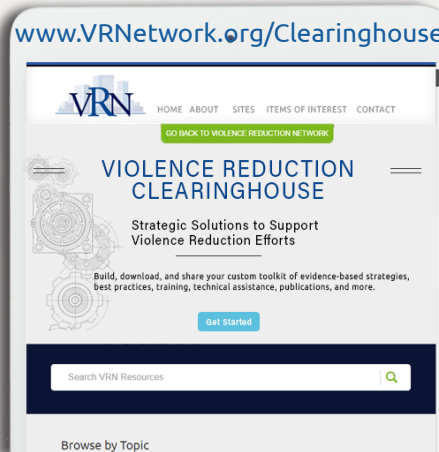 www.VRNetwork.org/Clearinghouse
VRN
HOME ABOUT SITES ITEMS OF INTEREST CONTACT
GO BACK TO VIOLENCE REDUCTION NETWORK
VIOLENCE REDUCTION
CLEARINGHOUSE
Strategic Solutions to Support
Violence Reduction Efforts
Build, download, and share your custom toolkit of evidence-based strategies,
best practices, training, technical assistance, publications, and more.
Get Started
Search VRN Resources
Browse by Topic